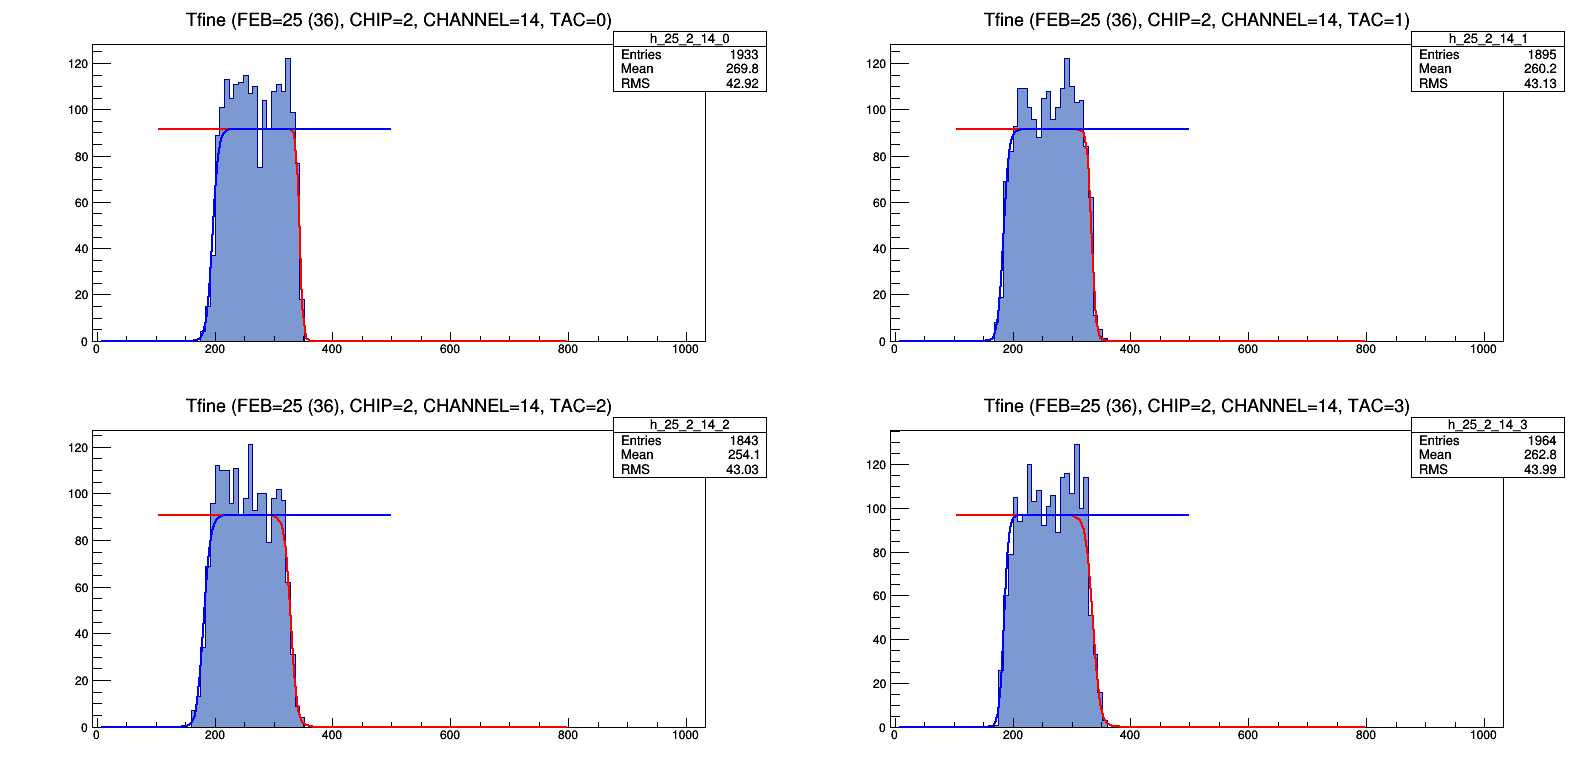 Tfine (FEB=25 (36), CHIP=2, CHANNEL=14, TAC=0)
h_25_2_14_0
Entries 1933
Mean 269.8
RMS 42.92
120
100
80
60
40
20
0
0 200 400 600 800 1000
Tfine (FEB=25 (36), CHIP=2, CHANNEL=14, TAC=1)
h_25_2_14_1
Entries 1895
Mean 260.2
RMS 43.13
120
100
80
60
40
20
0
0 200 400 600 800 1000
Tfine (FEB=25 (36), CHIP=2, CHANNEL=14, TAC=2)
h_25_2_14_2
Entries 1843
Mean 254.1
RMS 43.03
120
100
80
60
40
20
0
0 200 400 600 800 1000
Tfine (FEB=25 (36), CHIP=2, CHANNEL=14, TAC=3)
h_25_2_14_3
Entries 1964
Mean 262.8
RMS 43.99
120
100
80
60
40
20
0
0 200 400 600 800 1000